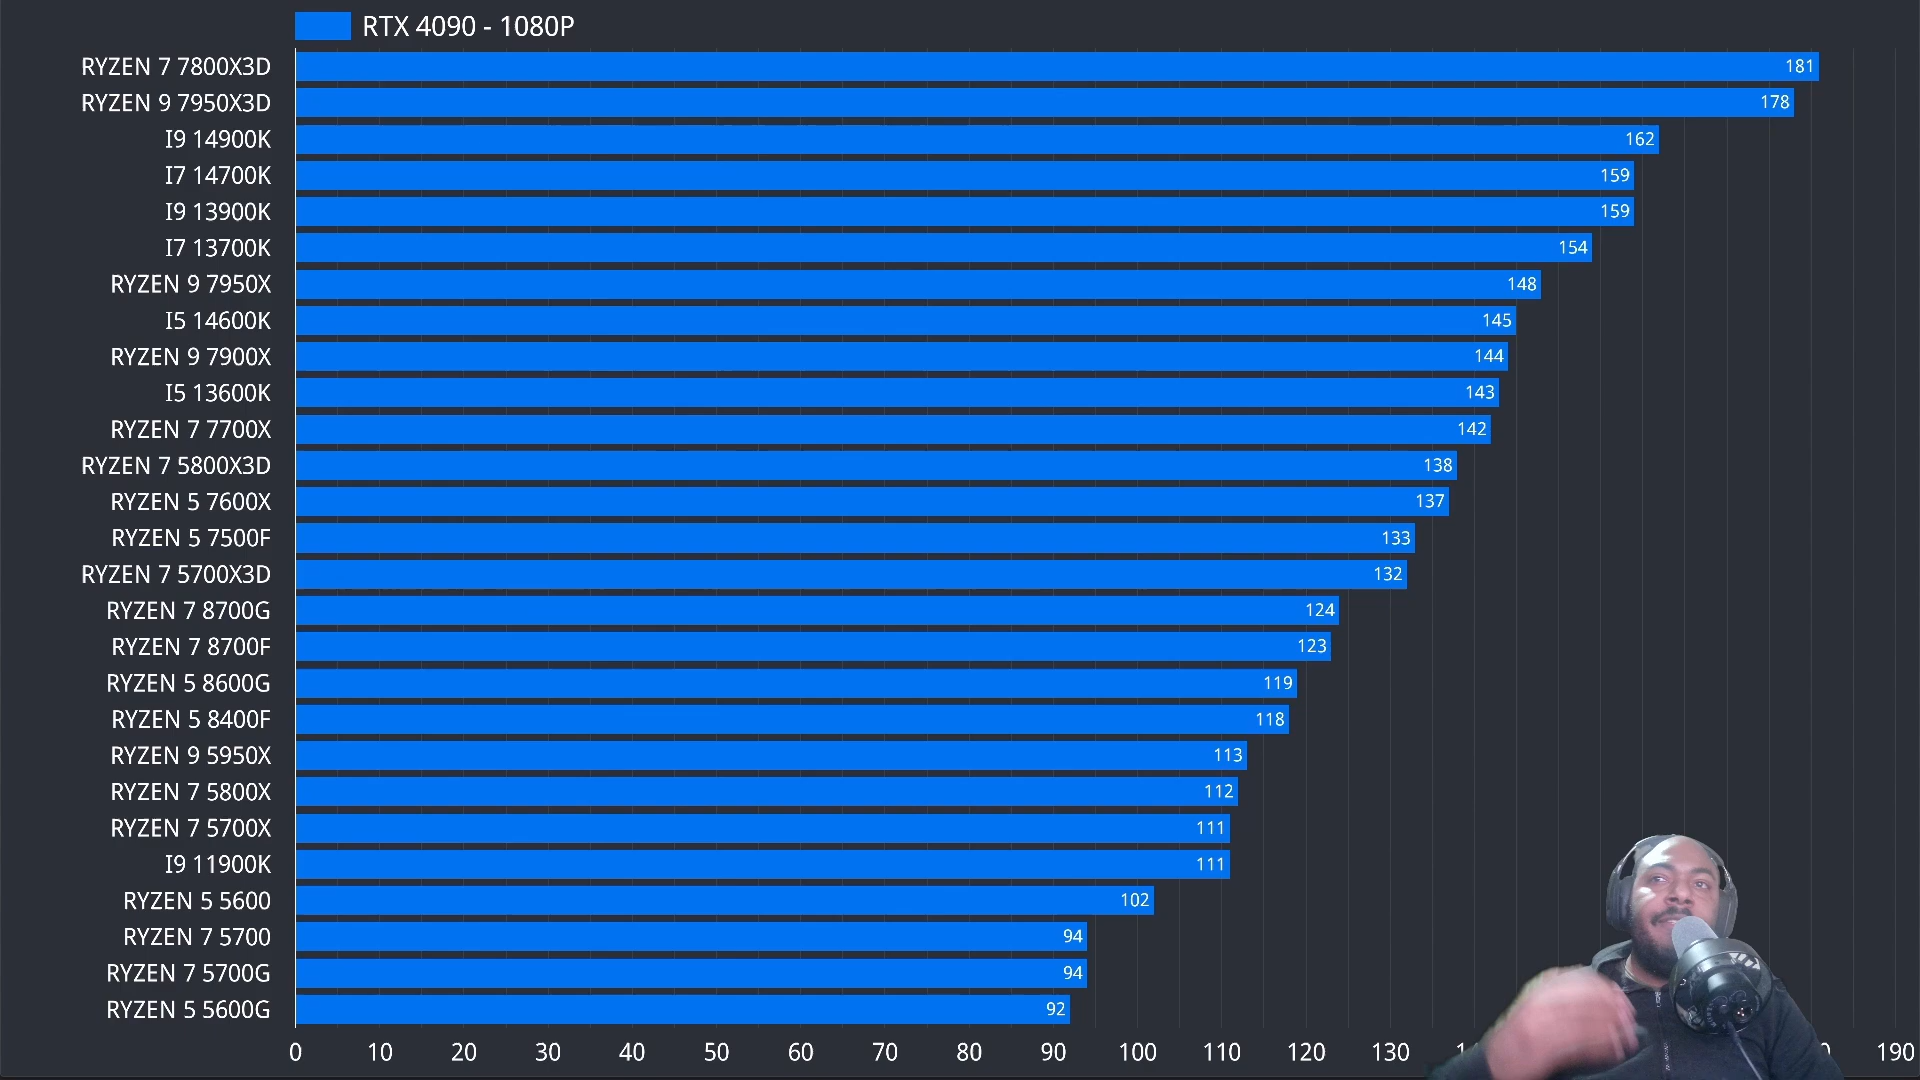 RTX 4090 - 1080P
RYZEN 7 7800X3D 181
RYZEN 9 7950X3D 178
I9 14900K 162
I7 14700K 159
I9 13900K 159
I7 13700K 154
RYZEN 9 7950X 148
I5 14600K 145
RYZEN 9 7900X 144
I5 13600K 143
RYZEN 7 7700X 142
RYZEN 7 5800X3D 138
RYZEN 5 7600X 137
RYZEN 5 7500F 133
RYZEN 7 5700X3D 132
RYZEN 7 8700G 124
RYZEN 7 8700F 123
RYZEN 5 8600G 119
RYZEN 5 8400F 118
RYZEN 9 5950X 113
RYZEN 7 5800X 112
RYZEN 7 5700X 111
I9 11900K 111
RYZEN 5 5600 102
RYZEN 7 5700 94
RYZEN 7 5700G 94
RYZEN 5 5600G 92
0 10 20 30 40 50 60 70 80 90 100 110 120 130 190